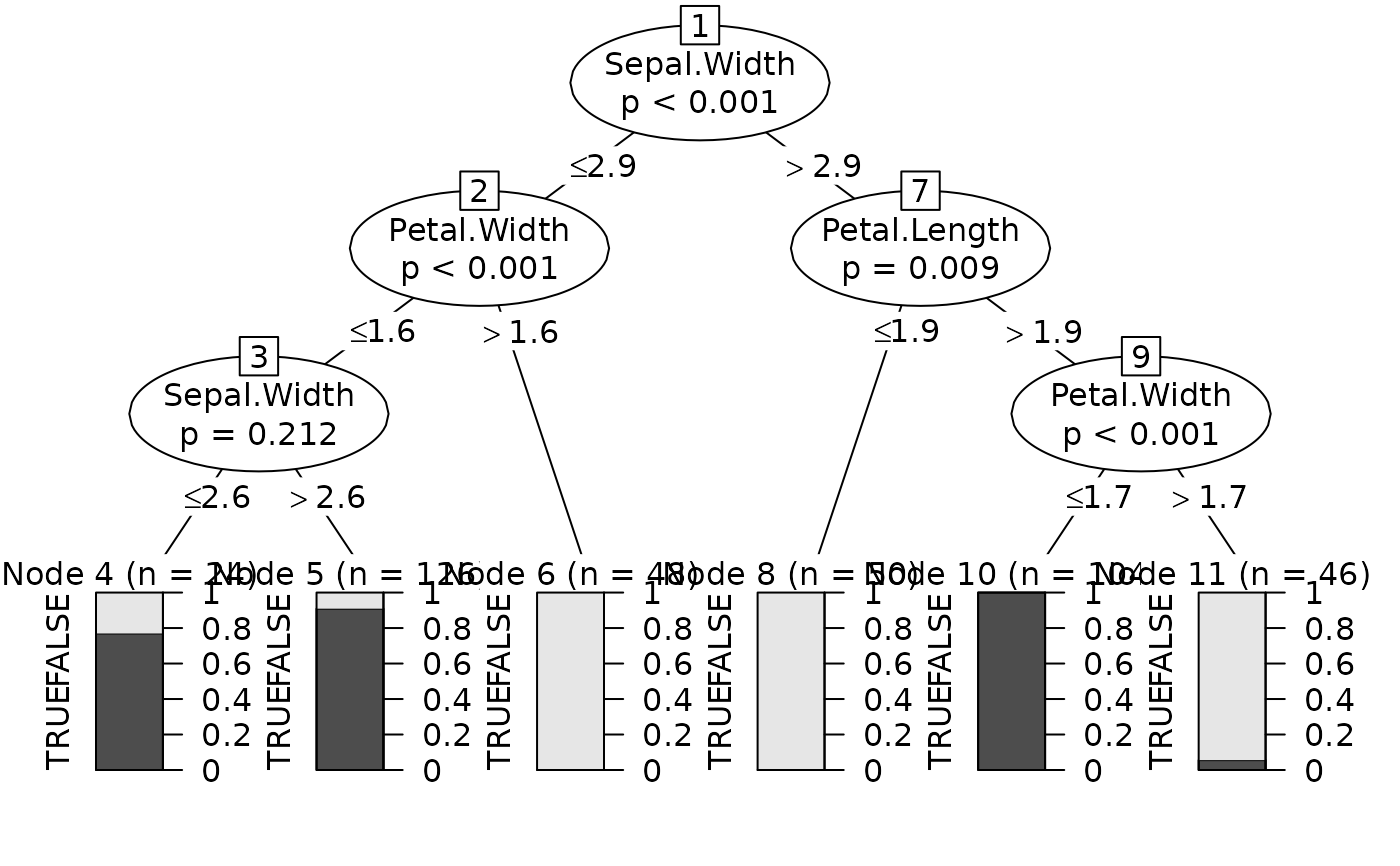 1
Sepal.Width
p < 0.001
≤2.9
> 2.9
2
Petal.Width
p < 0.001
7
Petal.Length
p = 0.009
≤1.6
> 1.6
≤1.9
> 1.9
3
Sepal.Width
p = 0.212
9
Petal.Width
p < 0.001
≤2.6
> 2.6
≤1.7
> 1.7
Node 4 (n = 24)
Node 5 (n = 126)
Node 6 (n = 48)
Node 8 (n = 50)
Node 10 (n = 104)
Node 11 (n = 46)
TRUE
FALSE
1
0.8
0.6
0.4
0.2
0
TRUE
FALSE
1
0.8
0.6
0.4
0.2
0
TRUE
FALSE
1
0.8
0.6
0.4
0.2
0
TRUE
FALSE
1
0.8
0.6
0.4
0.2
0
TRUE
FALSE
1
0.8
0.6
0.4
0.2
0
TRUE
FALSE
1
0.8
0.6
0.4
0.2
0